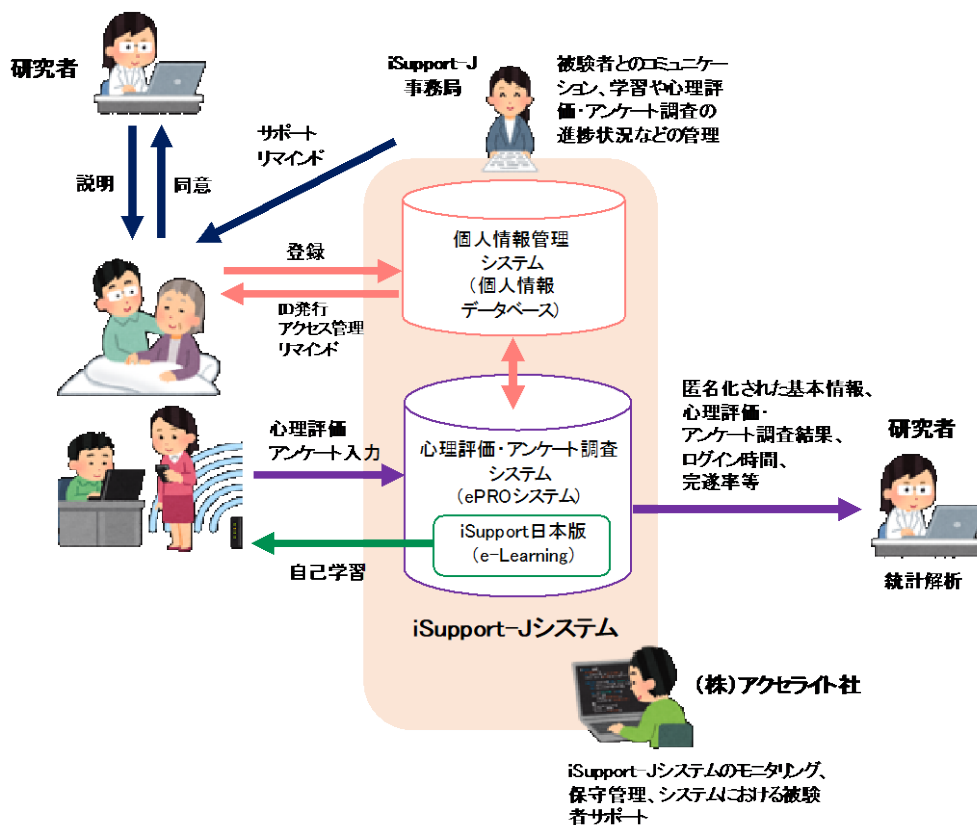 研究者
iSupport-J
事務局
被験者とのコミュニケー
ション、学習や心理評
価・アンケート調査の
進捗状況などの管理
サポート
リマインド
説明
同意
個人情報管理
システム
（個人情報
データベース）
登録
ID発行
アクセス管理
リマインド
匿名化された基本情報、
心理評価・
アンケート調査結果、
ログイン時間、
完遂率等
研究者
心理評価
アンケート入力
心理評価・アンケート調査
システム
（ePROシステム）
iSupport日本版
（e-Learning）
自己学習
統計解析
iSupport-Jシステム
（株）アクセライト社
iSupport-Jシステムのモニタリング、
保守管理、システムにおける被験
者サポート